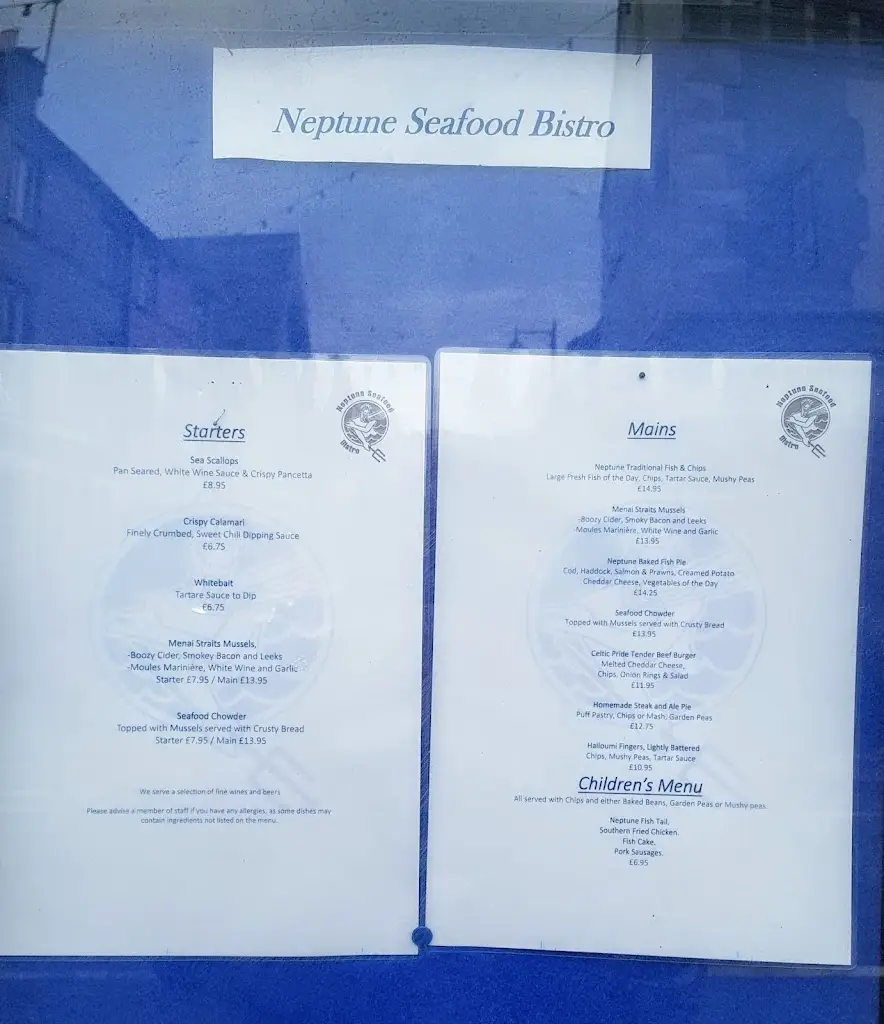 Neptune Seafood Bistro
Neptune Seafood
Bistro
Starters
Sea Scallops
Pan Seared, White Wine Sauce & Crispy Pancetta
£8.95
Crispy Calamari
Finely Crumbed, Sweet Chili Dipping Sauce
£6.75
Whitebait
Tartare Sauce to Dip
£6.75
Menai Straits Mussels,
-Boozy Cider, Smokey Bacon and Leeks
-Moules Marinière, White Wine and Garlic
Starter £7.95 / Main £13.95
Seafood Chowder
Topped with Mussels served with Crusty Bread
Starter £7.95 / Main £13.95
We serve a selection of fine wines and beers
Please advise a member of staff if you have any allergies, as some dishes may
contain ingredients not listed on the menu.
Neptune Seafood
Bistro
Mains
Neptune Traditional Fish & Chips
Large Fresh Fish of the Day, Chips, Tartar Sauce, Mushy Peas
£14.95
Menai Straits Mussels
-Boozy Cider, Smoky Bacon and Leeks
Moules Marinière, White Wine and Garlic
£13.95
Neptune Baked Fish Pie
Cod, Haddock, Salmon & Prawns, Creamed Potato
Cheddar Cheese, Vegetables of the Day
£14.25
Seafood Chowder
Topped with Mussels served with Crusty Bread
£13.95
Celtic Pride Tender Beef Burger
Melted Cheddar Cheese,
Chips, Onion Rings & Salad
£11.95
Homemade Steak and Ale Pie
Puff Pastry, Chips or Mash, Garden Peas
£12.75
Halloumi Fingers, Lightly Battered
Chips, Mushy Peas, Tartar Sauce
£10.95
Children's Menu
All served with Chips and either Baked Beans, Garden Peas or Mushy peas.
Neptune Fish Tail,
Southern Fried Chicken,
Fish Cake,
Pork Sausages.
£6.95